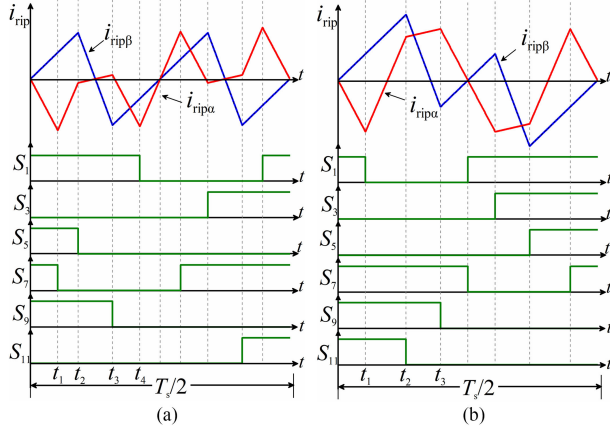 i_rip
i_ripβ
i_ripα
t
S_1
t
S_3
t
S_5
t
S_7
t
S_9
t
S_11
t
t_1 t_2 t_3 t_4
T_s/2
(a)
i_rip
i_ripβ
i_ripα
t
S_1
t
S_3
t
S_5
t
S_7
t
S_9
t
S_11
t
t_1 t_2 t_3
T_s/2
(b)